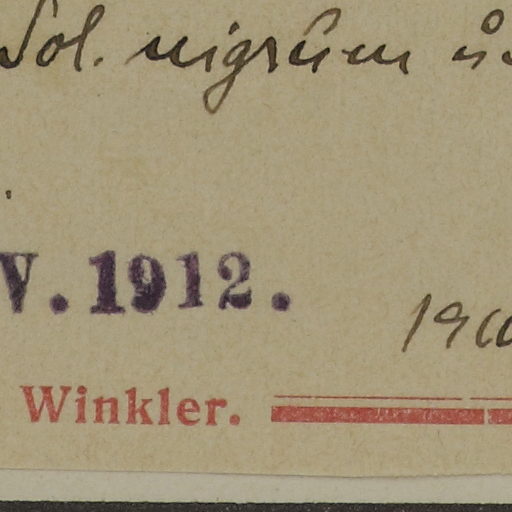 Sol. nigrum
V. 1912.
Winkler.